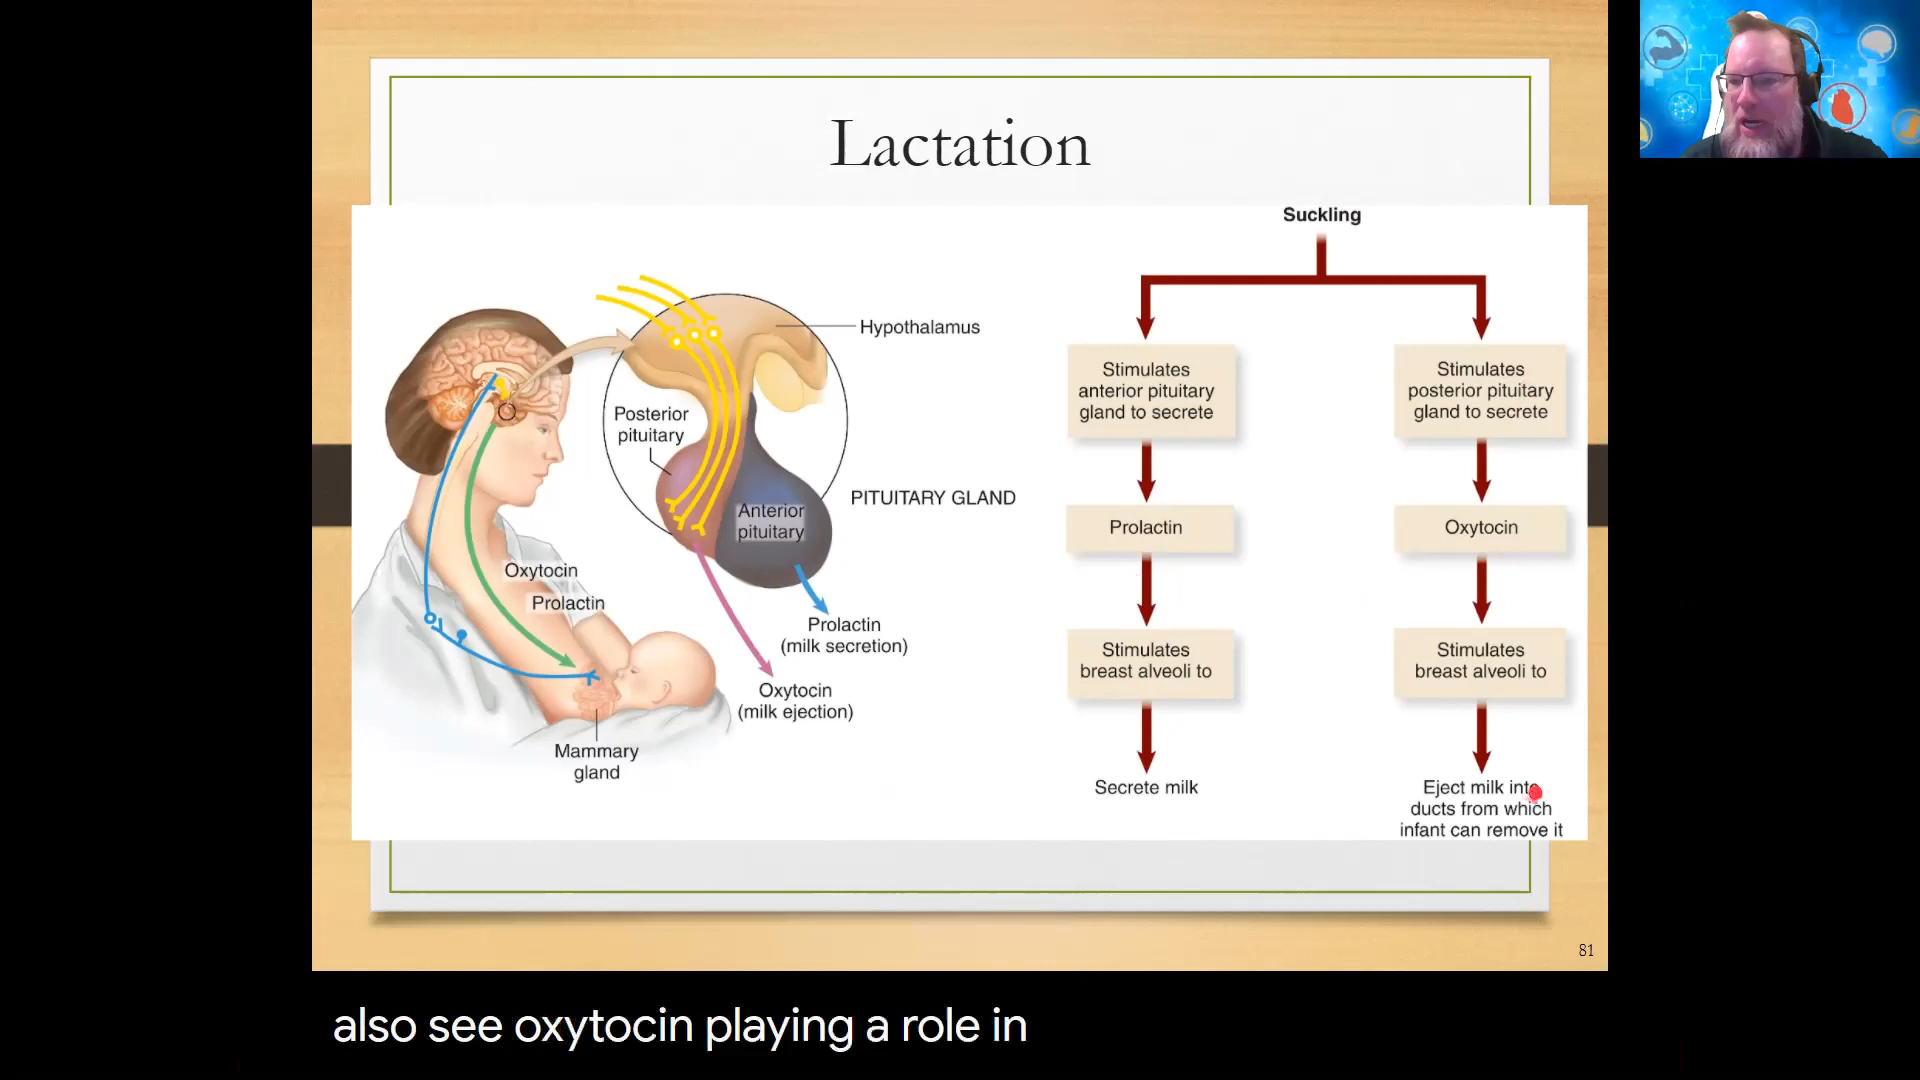 Lactation
Hypothalamus
Posterior
pituitary
Anterior
pituitary
PITUITARY GLAND
Oxytocin
Prolactin
Prolactin
(milk secretion)
Oxytocin
(milk ejection)
Mammary
gland
Suckling
Stimulates
anterior pituitary
gland to secrete
Prolactin
Stimulates
breast alveoli to
Secrete milk
Stimulates
posterior pituitary
gland to secrete
Oxytocin
Stimulates
breast alveoli to
Eject milk into
ducts from which
infant can remove it
81
also see oxytocin playing a role in